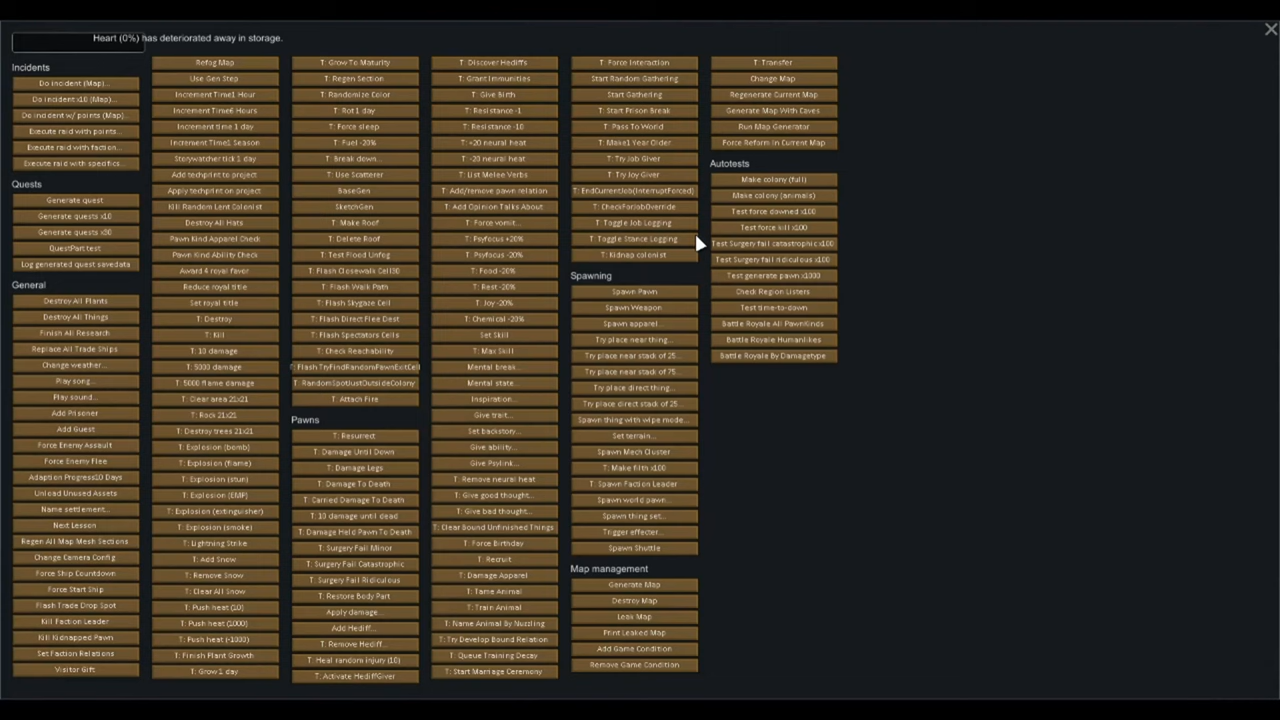 Heart (0%) has deteriorated away in storage.
Incidents
Do incident (Map)...
Do incident x10 (Map)...
Do incident w/ points (Map)...
Execute raid with points...
Execute raid with faction...
Execute raid with specifics...
Quests
Generate quest
Generate quests x10
Generate quests x30
QuestPart test
Log generated quest savedata
General
Destroy All Plants
Destroy All Things
Finish All Research
Replace All Trade Ships
Change weather...
Play song...
Play sound...
Add Prisoner
Add Guest
Force Enemy Assault
Force Enemy Flee
Adaption Progress10 Days
Unload Unused Assets
Name settlement...
Next Lesson
Regen All Map Mesh Sections
Change Camera Config
Force Ship Countdown
Force Start Ship
Flash Trade Drop Spot
Kill Faction Leader
Kill Kidnapped Pawn
Set Faction Relations
Visitor Gift
Refog Map
Use Gen Step
Increment Time1 Hour
Increment Time6 Hours
Increment time 1 day
Increment Time1 Season
Storywatcher tick 1 day
Add techprint to project
Apply techprint on project
Kill Random Lent Colonist
Destroy All Hats
Pawn Kind Apparel Check
Pawn Kind Ability Check
Award 4 royal favor
Reduce royal title
Set royal title
T: Destroy
T: Kill
T: 10 damage
T: 5000 damage
T: 5000 flame damage
T: Clear area 21x21
T: Rock 21x21
T: Destroy trees 21x21
T: Explosion (bomb)
T: Explosion (flame)
T: Explosion (stun)
T: Explosion (EMP)
T: Explosion (extinguisher)
T: Explosion (smoke)
T: Lightning Strike
T: Add Snow
T: Remove Snow
T: Clear All Snow
T: Push heat (10)
T: Push heat (1000)
T: Push heat (-1000)
T: Finish Plant Growth
T: Grow 1 day
T: Grow To Maturity
T: Regen Section
T: Randomize Color
T: Rot 1 day
T: Force sleep
T: Fuel -20%
T: Break down...
T: Use Scatterer
BaseGen
SketchGen
T: Make Roof
T: Delete Roof
T: Test Flood Unfog
T: Flash Closewalk Cell30
T: Flash Walk Path
T: Flash Skygaze Cell
T: Flash Direct Flee Dest
T: Flash Spectators Cells
T: Check Reachability
T: Flash TryFindRandomPawnExitCell
T: RandomSpotJustOutsideColony
T: Attach Fire
Pawns
T: Resurrect
T: Damage Until Down
T: Damage Legs
T: Damage To Death
T: Carried Damage To Death
T: 10 damage until dead
T: Damage Held Pawn To Death
T: Surgery Fail Minor
T: Surgery Fail Catastrophic
T: Surgery Fail Ridiculous
T: Restore Body Part
Apply damage...
Add Hediff...
T: Remove Hediff...
T: Heal random injury (10)
T: Activate HediffGiver
T: Discover Hediffs
T: Grant Immunities
T: Give Birth
T: Resistance -1
T: Resistance -10
T: +20 neural heat
T: -20 neural heat
T: List Melee Verbs
T: Add/remove pawn relation
T: Add Opinion Talks About
T: Force vomit...
T: Psyfocus +20%
T: Psyfocus -20%
T: Food -20%
T: Rest -20%
T: Joy -20%
T: Chemical -20%
Set Skill
T: Max Skill
Mental break...
Mental state...
Inspiration...
Give trait...
Set backstory...
Give ability...
Give Psylink...
T: Remove neural heat
T: Give good thought...
T: Give bad thought...
T: Clear Bound Unfinished Things
T: Force Birthday
T: Recruit
T: Damage Apparel
T: Tame Animal
T: Train Animal
T: Name Animal By Nuzzling
T: Try Develop Bound Relation
T: Queue Training Decay
T: Start Marriage Ceremony
T: Force Interaction
Start Random Gathering
Start Gathering
T: Start Prison Break
T: Pass To World
T: Make1 Year Older
T: Try Job Giver
T: Try Joy Giver
T: EndCurrentJob(InterruptForced)
T: CheckForJobOverride
T: Toggle Job Logging
T: Toggle Stance Logging
T: Kidnap colonist
Spawning
Spawn Pawn
Spawn Weapon
Spawn apparel...
Try place near thing...
Try place near stack of 25...
Try place near stack of 75...
Try place direct thing...
Try place direct stack of 25...
Spawn thing with wipe mode...
Set terrain...
Spawn Mech Cluster
T: Make filth x100
T: Spawn Faction Leader
Spawn world pawn...
Spawn thing set...
Trigger effecter...
Spawn Shuttle
Map management
Generate Map
Destroy Map
Leak Map
Print Leaked Map
Add Game Condition
Remove Game Condition
T: Transfer
Change Map
Regenerate Current Map
Generate Map With Caves
Run Map Generator
Force Reform In Current Map
Autotests
Make colony (full)
Make colony (animals)
Test force downed x100
Test force kill x100
Test Surgery fail catastrophic x100
Test Surgery fail ridiculous x100
Test generate pawn x1000
Check Region Listers
Test time-to-down
Battle Royale All PawnKinds
Battle Royale Humanlikes
Battle Royale By Damagetype